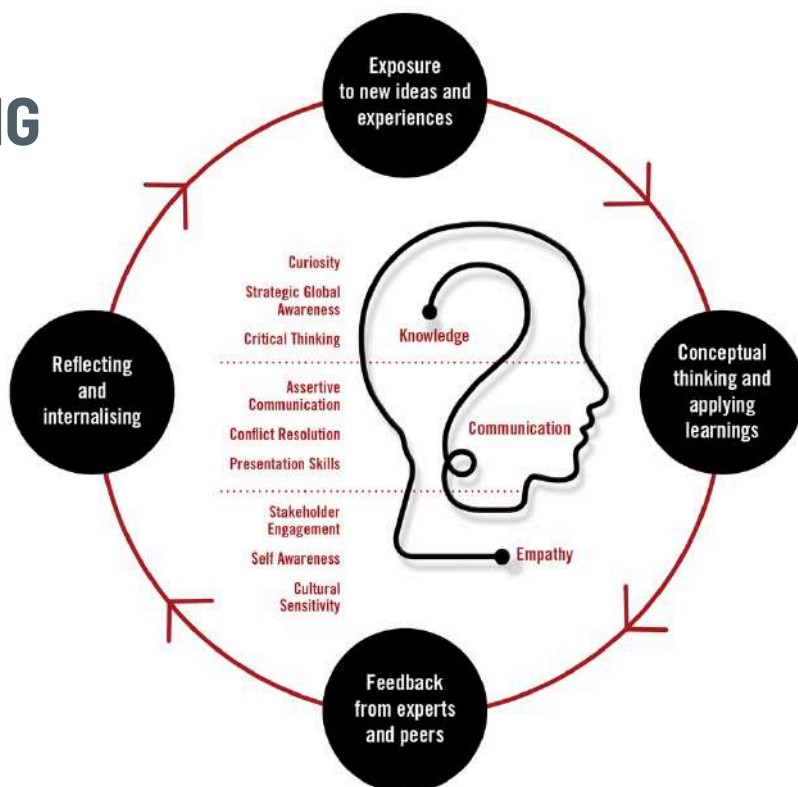 Exposure
to new ideas and
experiences
Curiosity
Strategic Global
Awareness
Critical Thinking
Knowledge
Reflecting
and
internalising
Conceptual
thinking and
applying
learnings
Assertive
Communication
Conflict Resolution
Presentation Skills
Communication
Stakeholder
Engagement
Self Awareness
Cultural
Sensitivity
Empathy
Feedback
from experts
and peers